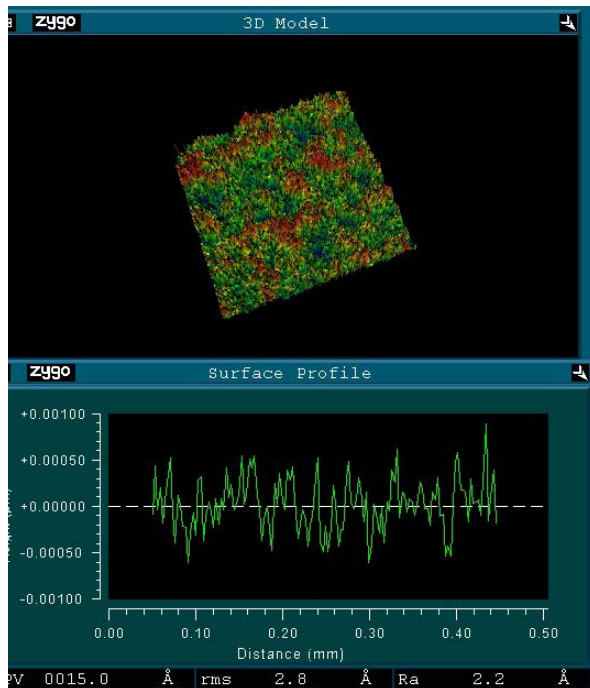 zygo 3D Model
zygo Surface Profile
+0.00100
+0.00050
+0.00000
-0.00050
-0.00100
0.00 0.10 0.20 0.30 0.40 0.50
Distance (mm)
PV 0015.0 Å rms 2.8 Å Ra 2.2 Å